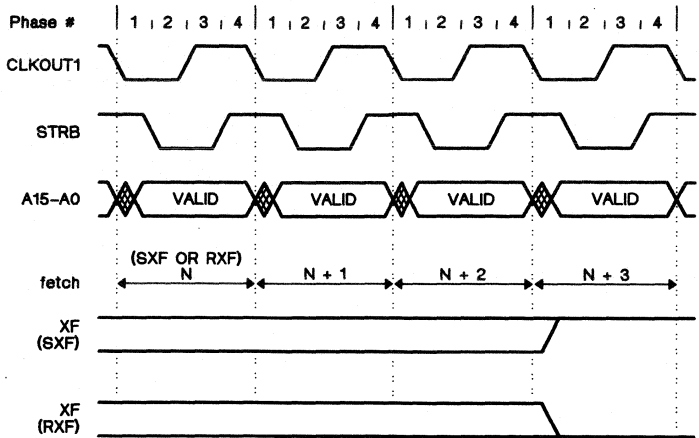 Phase # 1 2 3 4 1 2 3 4 1 2 3 4 1 2 3 4
CLKOUT1
STRB
A15-A0 VALID VALID VALID VALID
(SXF OR RXF)
fetch N N + 1 N + 2 N + 3
XF
(SXF)
XF
(RXF)